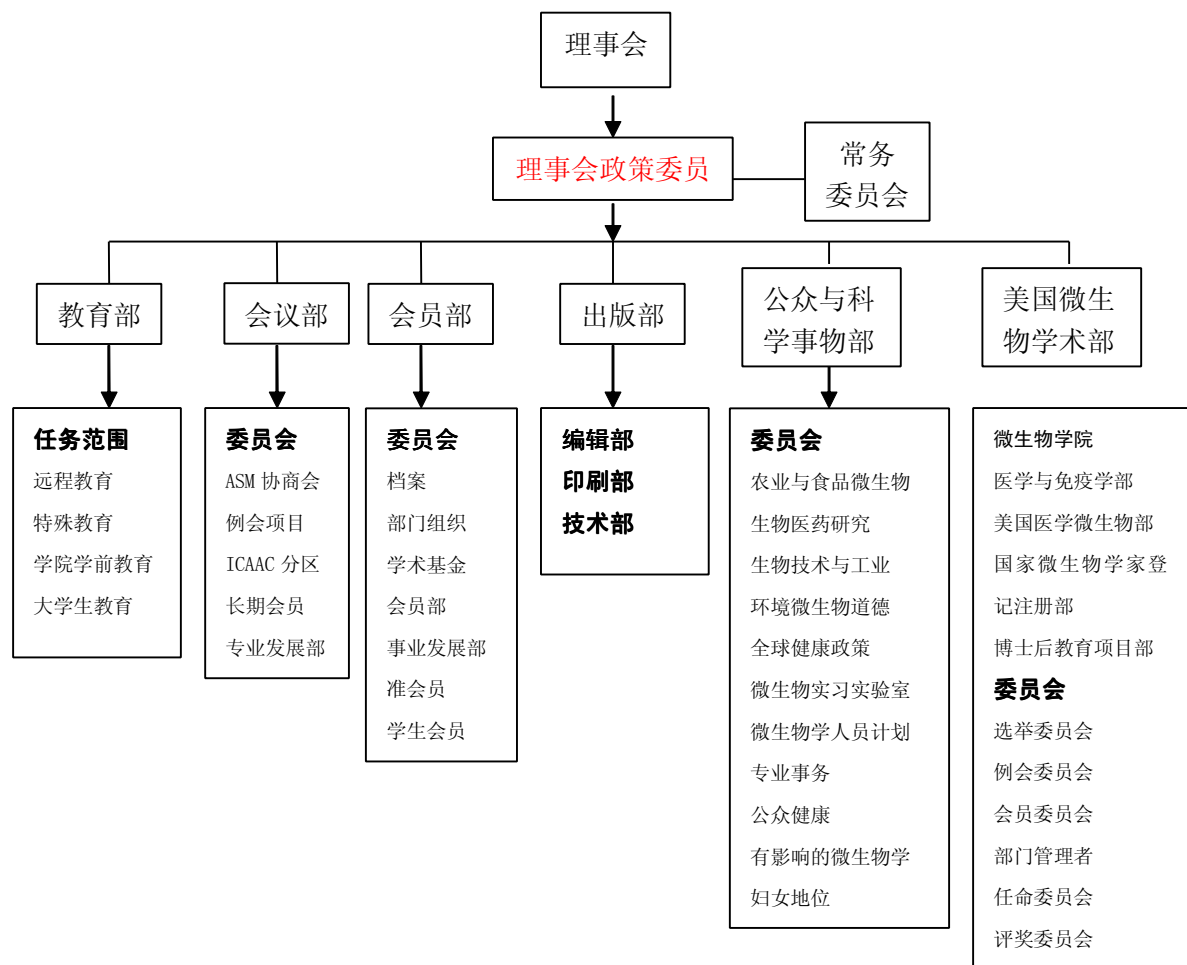 理事会
理事会政策委员
常务
委员会
教育部
会议部
会员部
出版部
公众与科
学事物部
美国微生
物学术部
任务范围
远程教育
特殊教育
学院学前教育
大学生教育
委员会
ASM 协商会
例会项目
ICAAC 分区
长期会员
专业发展部
委员会
档案
部门组织
学术基金
会员部
事业发展部
准会员
学生会员
编辑部
印刷部
技术部
委员会
农业与食品微生物
生物医药研究
生物技术与工业
环境微生物道德
全球健康政策
微生物实习实验室
微生物学人员计划
专业事务
公众健康
有影响的微生物学
妇女地位
微生物学院
医学与免疫学部
美国医学微生物部
国家微生物学家登
记注册部
博士后教育项目部
委员会
选举委员会
例会委员会
会员委员会
部门管理者
任命委员会
评奖委员会